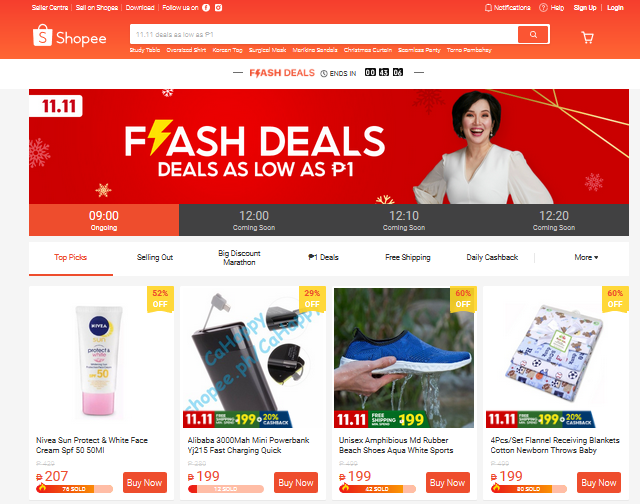 Seller Centre | Sell on Shopee | Download | Follow us on
Notifications Help Sign Up Login
Shopee
11.11 deals as low as ₱1
Study Table Oversized Shirt Korean Top Surgical Mask Marikina Sandals Christmas Curtain Seamless Panty Terno Pambahay
FLASH DEALS ENDS IN 00 43 06
11.11
FLASH DEALS
DEALS AS LOW AS ₱1
09:00 12:00 12:10 12:20
Ongoing Coming Soon Coming Soon Coming Soon
Top Picks Selling Out Big Discount Marathon ₱1 Deals Free Shipping Daily Cashback More
52% OFF
29% OFF
60% OFF
60% OFF
NIVEA
sun
protect &
white
50
CaHappy
shopee.ph CaHappy
11.11 FREE SHIPPING ₱199 + 20% CASHBACK
11.11 FREE SHIPPING ₱199
11.11 FREE SHIPPING ₱199 + 20% CASHBACK
Nivea Sun Protect & White Face
Cream Spf 50 50Ml
₱ 207
76 SOLD
Buy Now
Alibaba 3000Mah Mini Powerbank
Yj215 Fast Charging Quick
₱ 199
12 SOLD
Buy Now
Unisex Amphibious Md Rubber
Beach Shoes Aqua White Sports
₱ 199
62 SOLD
Buy Now
4Pcs/Set Flannel Receiving Blankets
Cotton Newborn Throws Baby
₱ 199
80 SOLD
Buy Now